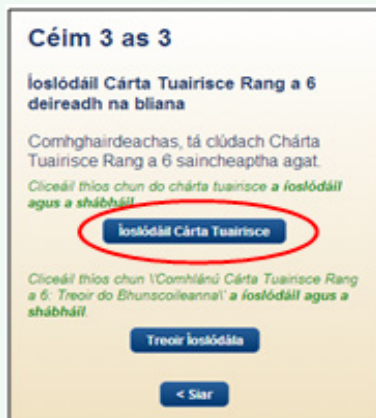 Céim 3 as 3
Íoslódáil Cárta Tuairisce Rang a 6
deireadh na bliana
Comhghairdeachas, tá clúdach Chárta
Tuairisce Rang a 6 saincheaptha agat.
Cliceáil thíos chun do chárta tuairisce a íoslódáil
agus a shábháil.
Íoslódáil Cárta Tuairisce
Cliceáil thíos chun \'Comhlánú Cárta Tuairisce Rang
a 6: Treoir do Bhunscoileanna\' a íoslódáil agus a
shábháil.
Treoir Íoslódála
< Siar